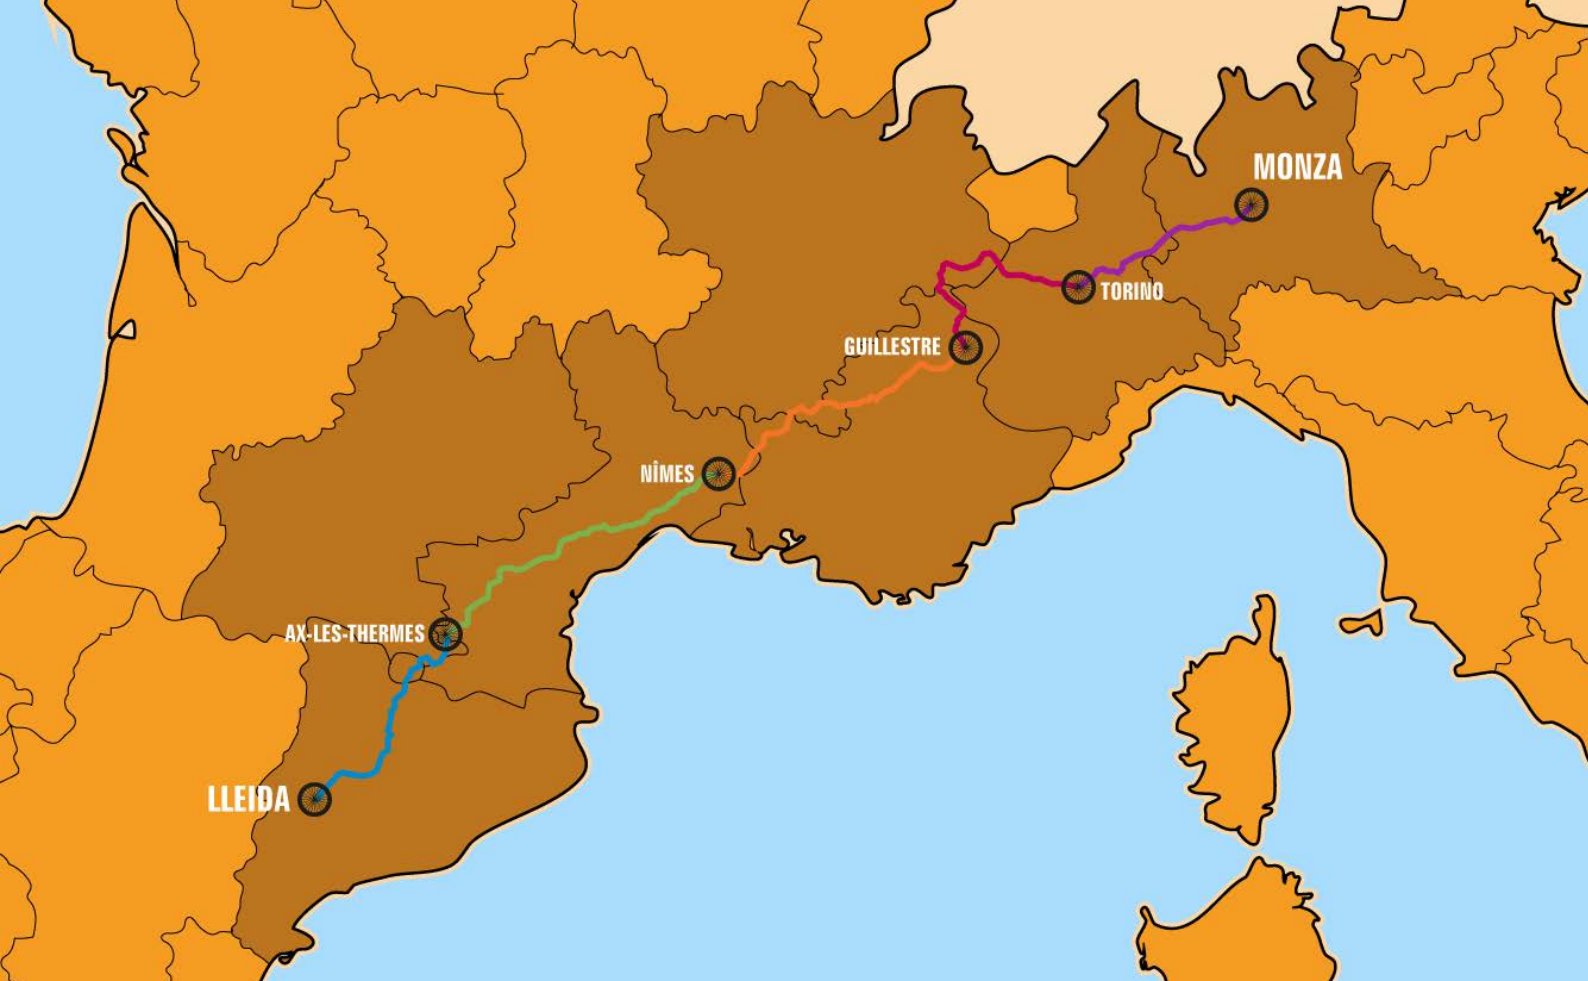 MONZA
TORINO
GUILLESTRE
NÎMES
AX-LES-THERMES
LLEIDA